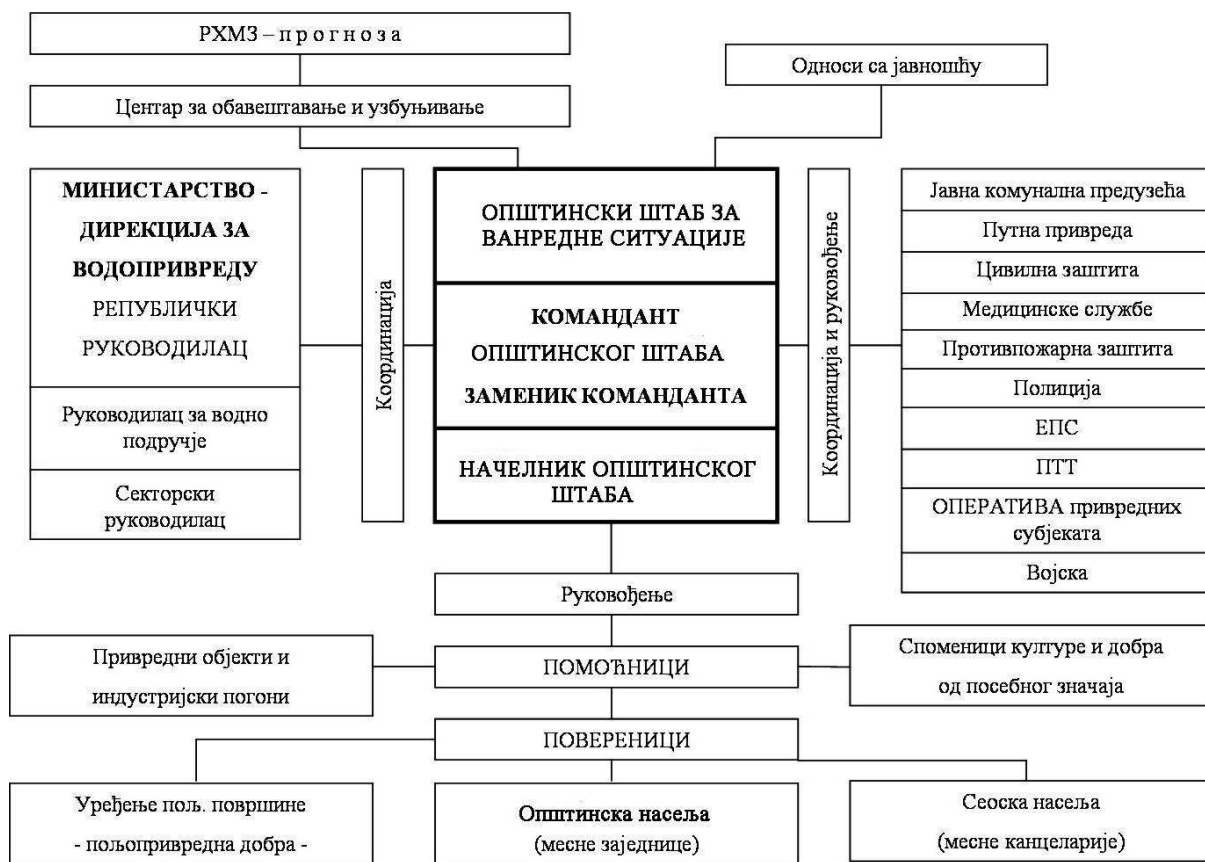 РХМЗ – п р о г н о з а
Односи са јавношћу
Центар за обавештавање и узбуњивање
МИНИСТАРСТВО -
ДИРЕКЦИЈА ЗА
ВОДОПРИВРЕДУ
РЕПУБЛИЧКИ
РУКОВОДИЛАЦ
Руководилац за водно
подручје
Секторски
руководилац
Координација
ОПШТИНСКИ ШТАБ ЗА
ВАНРЕДНЕ СИТУАЦИЈЕ
КОМАНДАНТ
ОПШТИНСКОГ ШТАБА
ЗАМЕНИК КОМАНДАНТА
НАЧЕЛНИК ОПШТИНСКОГ
ШТАБА
Координација и руковођење
Јавна комунална предузећа
Путна привреда
Цивилна заштита
Медицинске службе
Противпожарна заштита
Полиција
ЕПС
ПТТ
ОПЕРАТИВА привредних
субјеката
Војска
Руковођење
Привредни објекти и
индустријски погони
ПОМОЋНИЦИ
Споменици културе и добра
од посебног значаја
ПОВЕРЕНИЦИ
Уређење пољ. површине
- пољопривредна добра -
Општинска насеља
(месне заједнице)
Сеоска насеља
(месне канцеларије)